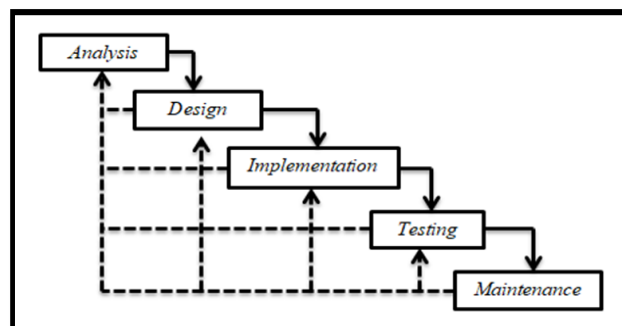 Analysis
Design
Implementation
Testing
Maintenance